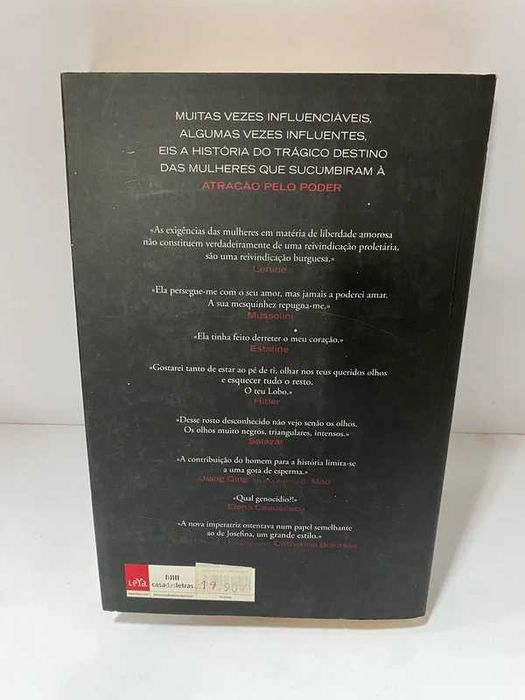 MUITAS VEZES INFLUENCIÁVEIS,
ALGUMAS VEZES INFLUENTES,
EIS A HISTÓRIA DO TRÁGICO DESTINO
DAS MULHERES QUE SUCUMBIRAM À
ATRAÇÃO PELO PODER
«As exigências das mulheres em matéria de liberdade amorosa
não constituem verdadeiramente de uma reivindicação proletária,
são uma reivindicação burguesa.»
Lenine
«Ela persegue-me com o seu amor, mas jamais a poderei amar.
A sua mesquinhez repugna-me.»
Mussolini
«Ela tinha feito derreter o meu coração.»
Estaline
«Gostarei tanto de estar ao pé de ti, olhar nos teus queridos olhos
e esquecer tudo o resto.
O teu Lobo.»
Hitler
«Desse rosto desconhecido não vejo senão os olhos.
Os olhos muito negros, triangulares, intensos.»
Salazar
«A contribuição do homem para a história limita-se
a uma gota de esperma.»
Jiang Qing Mao
«Qual genocídio?!»
Elena Ceausescu
«A nova imperatriz ostentava num papel semelhante
ao de Josefina, um grande estilo.»
Catherine Bokassa
LeYa
casadasletras
19.90